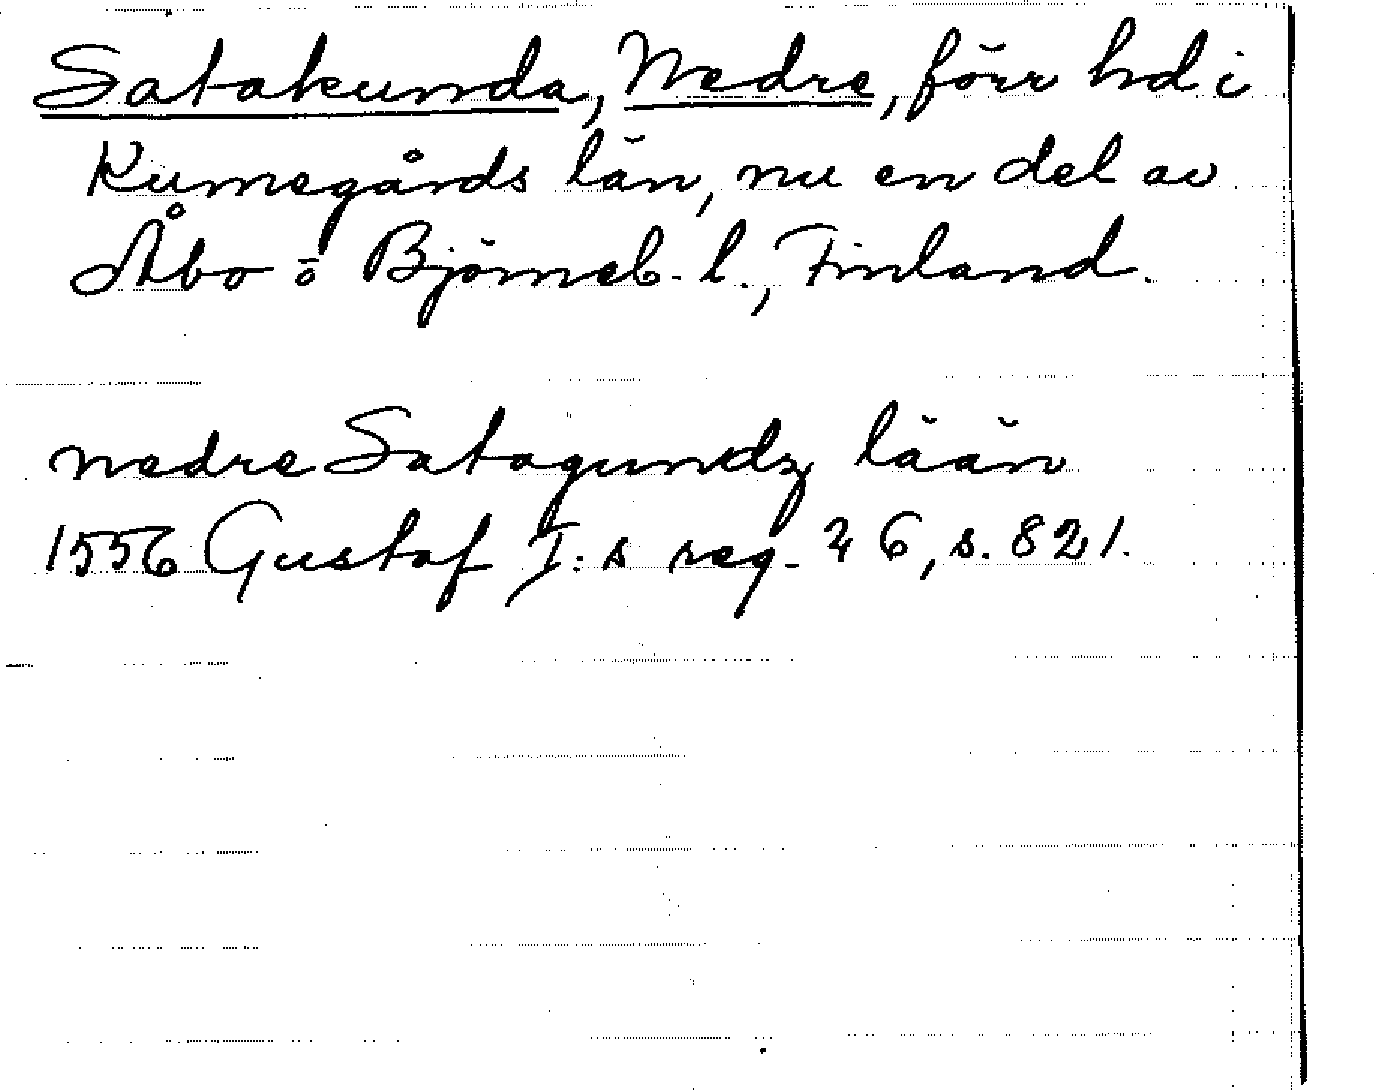 Satakunda, Nedre, förr hd i
Kumogårds län, nu en del av
Åbo o Björneb. l., Finland.
nedre Satagundz lään
1556 Gustaf I:s reg. 26, s. 821.